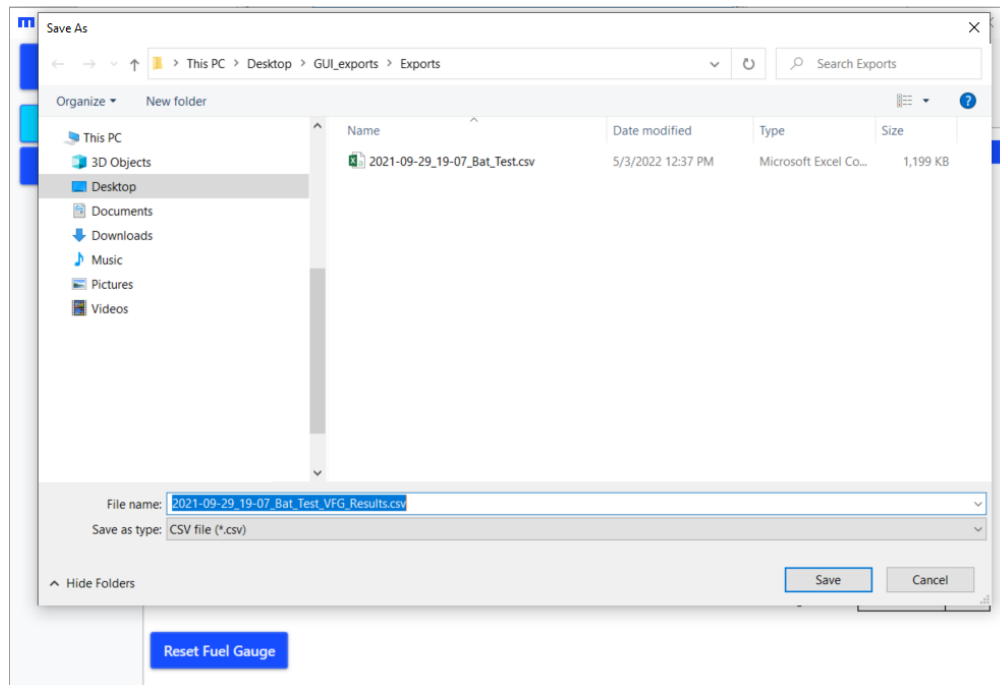 m
Save As
This PC > Desktop > GUI_exports > Exports
Search Exports
Organize
New folder
Name
Date modified
Type
Size
This PC
3D Objects
Desktop
Documents
Downloads
Music
Pictures
Videos
2021-09-29_19-07_Bat_Test.csv
5/3/2022 12:37 PM
Microsoft Excel Co...
1,199 KB
File name: 2021-09-29_19-07_Bat_Test_VFG_Results.csv
Save as type: CSV file (*.csv)
Hide Folders
Save
Cancel
Reset Fuel Gauge